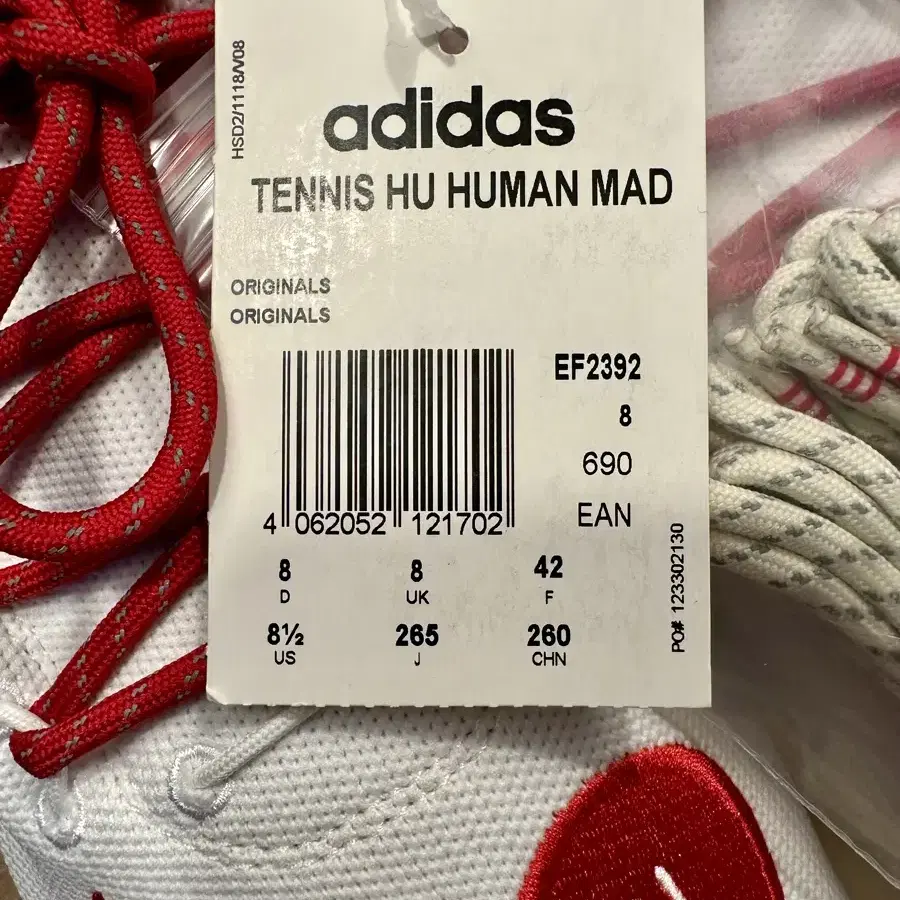 HSD2/1118/V08
adidas
TENNIS HU HUMAN MAD
ORIGINALS
ORIGINALS
EF2392
8
690
EAN
4 062052 121702
8 8 42
D UK F
8½ 265 260
US J CHN
PO# 123302130